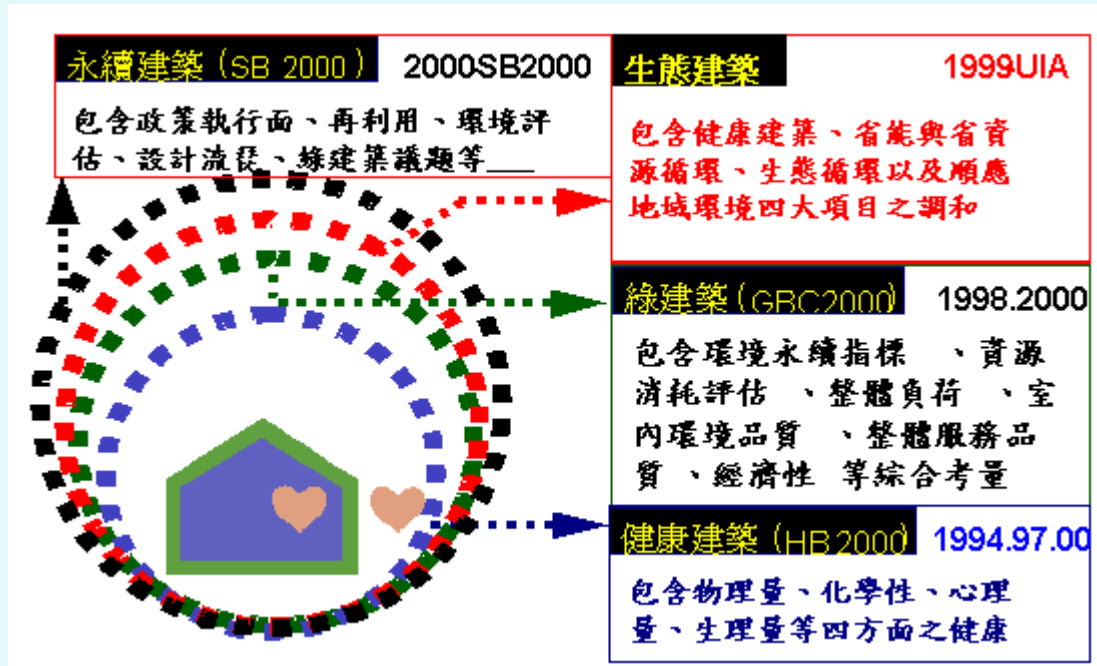 永續建築（SB 2000） 2000SB2000
包含政策執行面、再利用、環境評
估、設計流程、綠建築議題等___
生態建築 1999UIA
包含健康建築、省能與省資
源循環、生態循環以及順應
地域環境四大項目之調和
綠建築(GBC2000) 1998.2000
包含環境永續指標 、資源
消耗評估 、整體負荷 、室
內環境品質 、整體服務品
質 、經濟性 等綜合考量
健康建築（HB2000） 1994.97.00
包含物理量、化學性、心理
量、生理量等四方面之健康